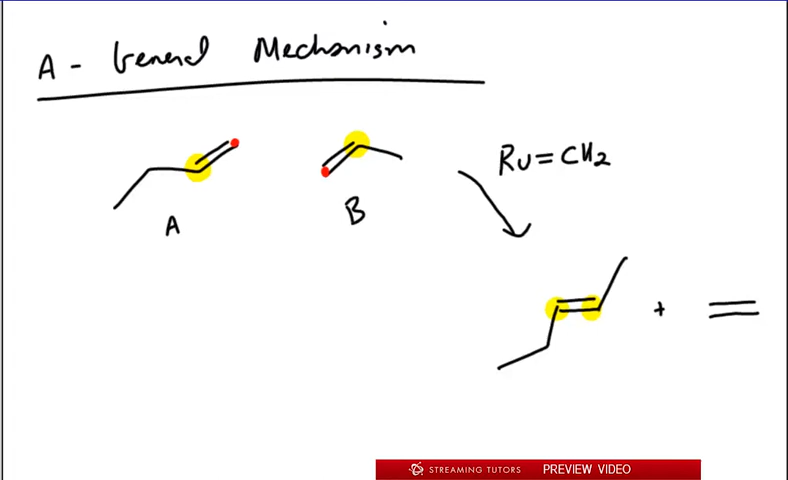 A - General Mechanism
Ru=CH2
A
B
+
STREAMING TUTORS PREVIEW VIDEO